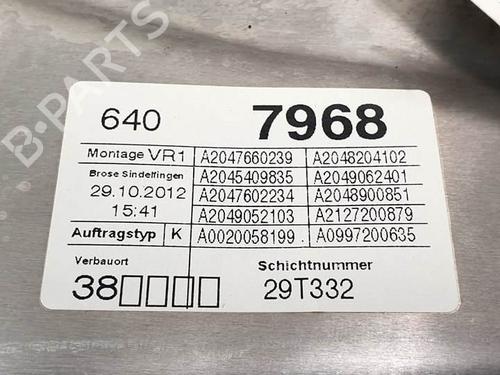 B-PARTS
640 7968
Montage VR1 A2047660239 A2048204102
Brose Sindelfingen A2045409835 A2049062401
29.10.2012 A2047602234 A2048900851
15:41 A2049052103 A2127200879
Auftragstyp K A0020058199 A0997200635
Verbauort Schichtnummer
38□□□□ 29T332